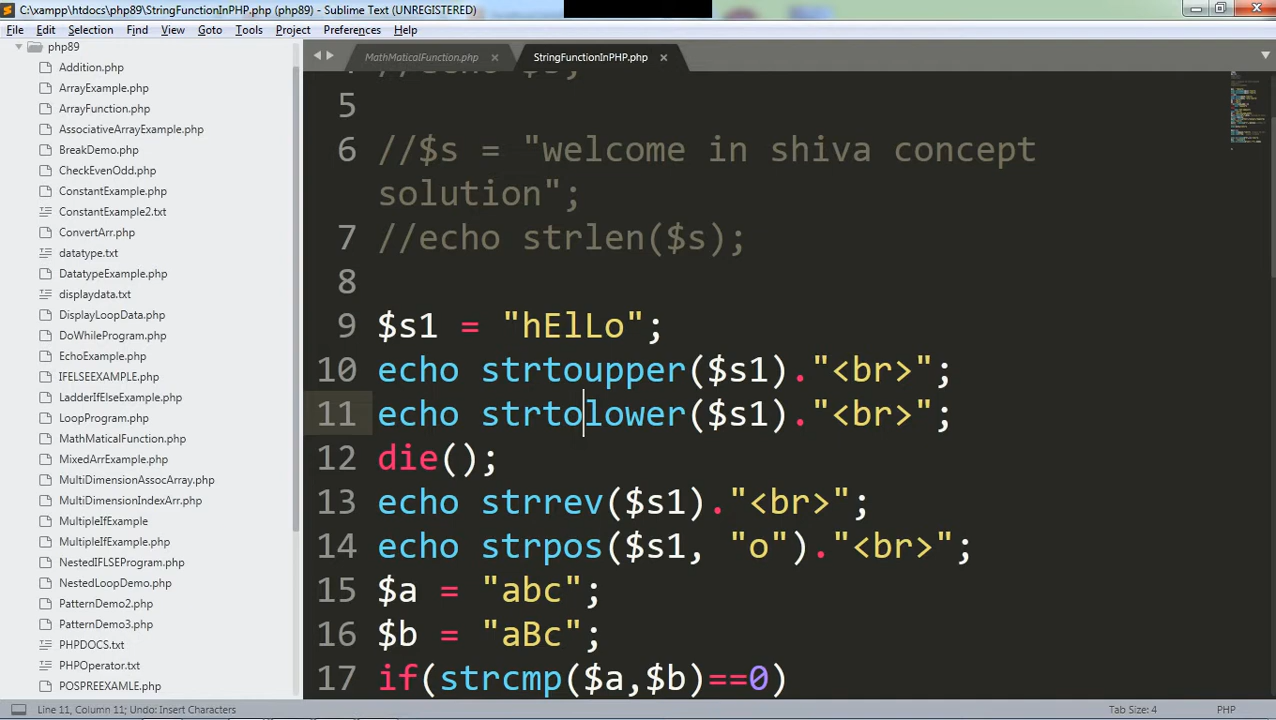 C:\xampp\htdocs\php89\StringFunctionInPHP.php (php89) - Sublime Text (UNREGISTERED)
File Edit Selection Find View Goto Tools Project Preferences Help
php89
Addition.php
ArrayExample.php
ArrayFunction.php
AssociativeArrayExample.php
BreakDemo.php
CheckEvenOdd.php
ConstantExample.php
ConstantExample2.txt
ConvertArr.php
datatype.txt
DatatypeExample.php
displaydata.txt
DisplayLoopData.php
DoWhileProgram.php
EchoExample.php
IFELSEEXAMPLE.php
LadderIfElseExample.php
LoopProgram.php
MathMaticalFunction.php
MixedArrExample.php
MultiDimensionAssocArray.php
MultiDimensionIndexArr.php
MultipleIfExample
MultipleIfExample.php
NestedIFLSEProgram.php
NestedLoopDemo.php
PatternDemo2.php
PatternDemo3.php
PHPDOCS.txt
PHPOperator.txt
POSPREEXAMLE.php
MathMaticalFunction.php StringFunctionInPHP.php
4 //echo $s;
5
6 //$s = "welcome in shiva concept
solution";
7 //echo strlen($s);
8
9 $s1 = "hElLo";
10 echo strtoupper($s1)."<br>";
11 echo strtolower($s1)."<br>";
12 die();
13 echo strrev($s1)."<br>";
14 echo strpos($s1, "o")."<br>";
15 $a = "abc";
16 $b = "aBc";
17 if(strcmp($a,$b)==0)
Line 11, Column 11; Undo: Insert Characters Tab Size: 4 PHP